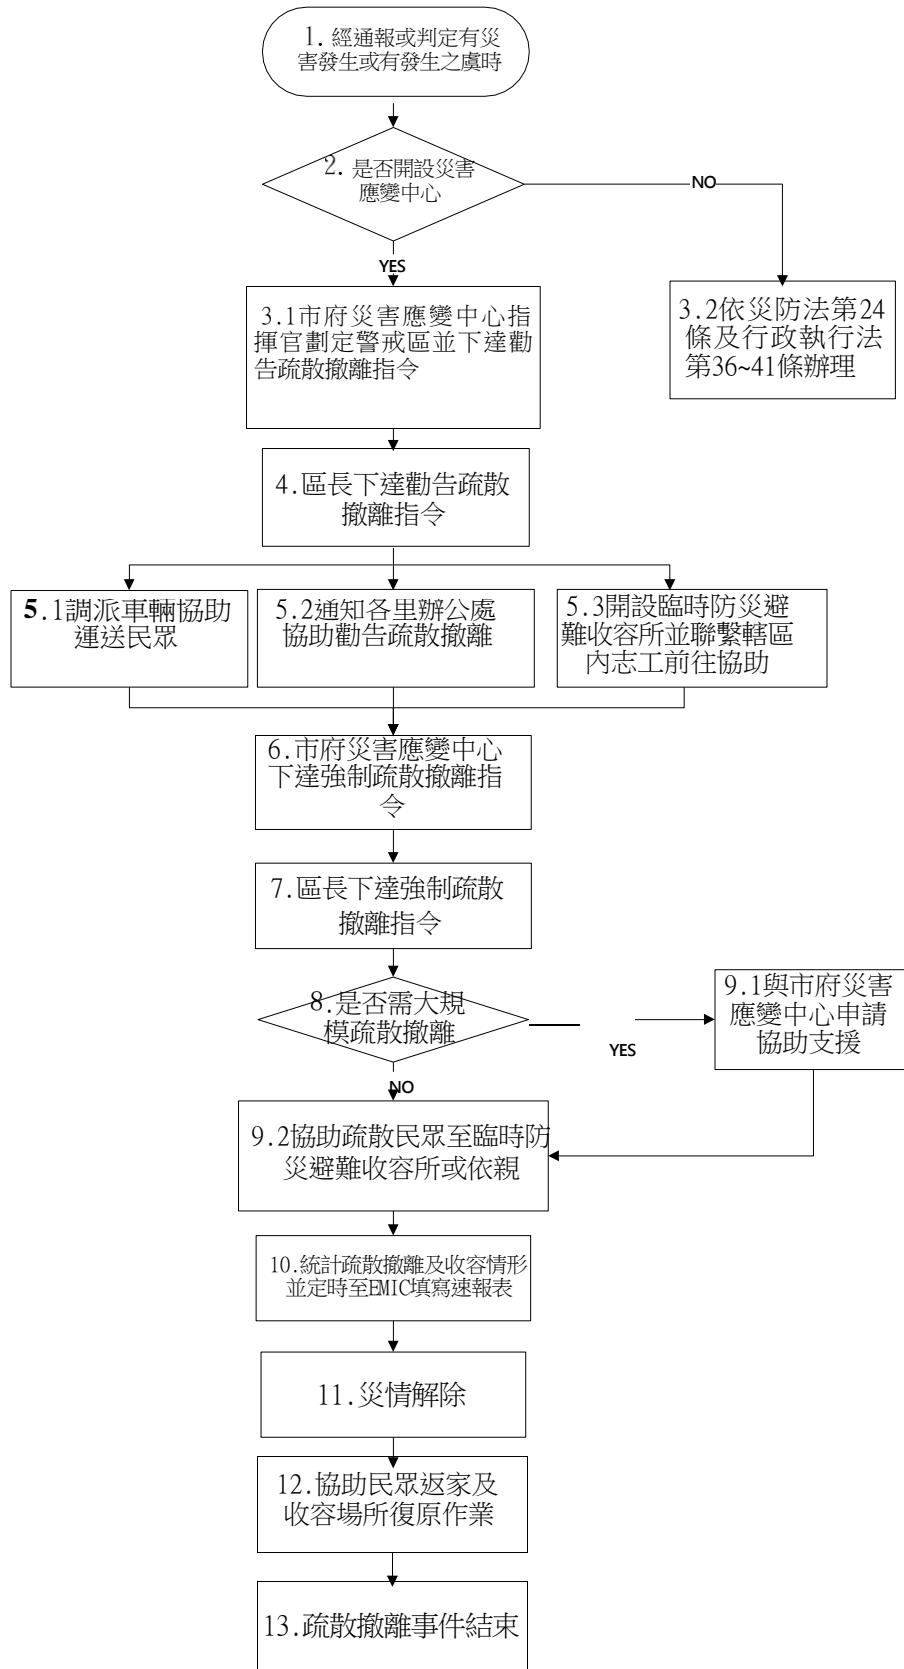 1. 經通報或判定有災
害發生或有發生之虞時
2. 是否開設災害
應變中心
NO
YES
3.1市府災害應變中心指
揮官劃定警戒區並下達勸
告疏散撤離指令
3.2依災防法第24
條及行政執行法
第36~41條辦理
4.區長下達勸告疏散
撤離指令
5.1調派車輛協助
運送民眾
5.2通知各里辦公處
協助勸告疏散撤離
5.3開設臨時防災避
難收容所並聯繫轄區
內志工前往協助
6.市府災害應變中心
下達強制疏散撤離指
令
7.區長下達強制疏散
撤離指令
8.是否需大規
模疏散撤離
YES
9.1與市府災害
應變中心申請
協助支援
NO
9.2協助疏散民眾至臨時防
災避難收容所或依親
10.統計疏散撤離及收容情形
並定時至EMIC填寫速報表
11.災情解除
12.協助民眾返家及
收容場所復原作業
13.疏散撤離事件結束